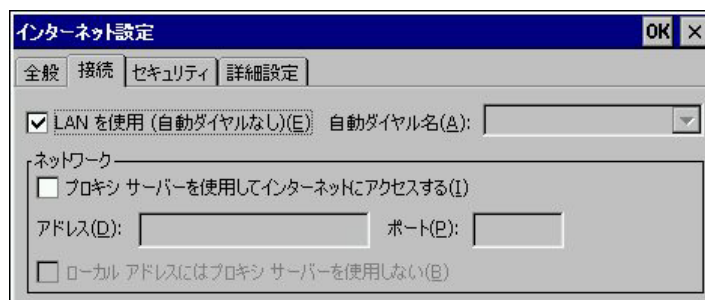 インターネット設定 OK ×
全般 接続 セキュリティ 詳細設定
LAN を使用 (自動ダイヤルなし)(E) 自動ダイヤル名(A):
ネットワーク
プロキシ サーバーを使用してインターネットにアクセスする(I)
アドレス(D): ポート(P):
ローカル アドレスにはプロキシ サーバーを使用しない(B)